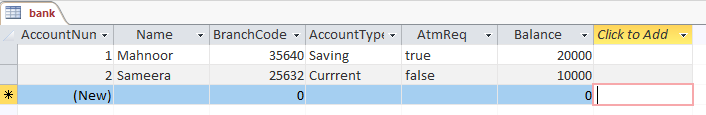 bank
AccountNun Name BranchCode AccountType AtmReq Balance Click to Add
1 Mahnoor 35640 Saving true 20000
2 Sameera 25632 Currrent false 10000
* (New) 0 0